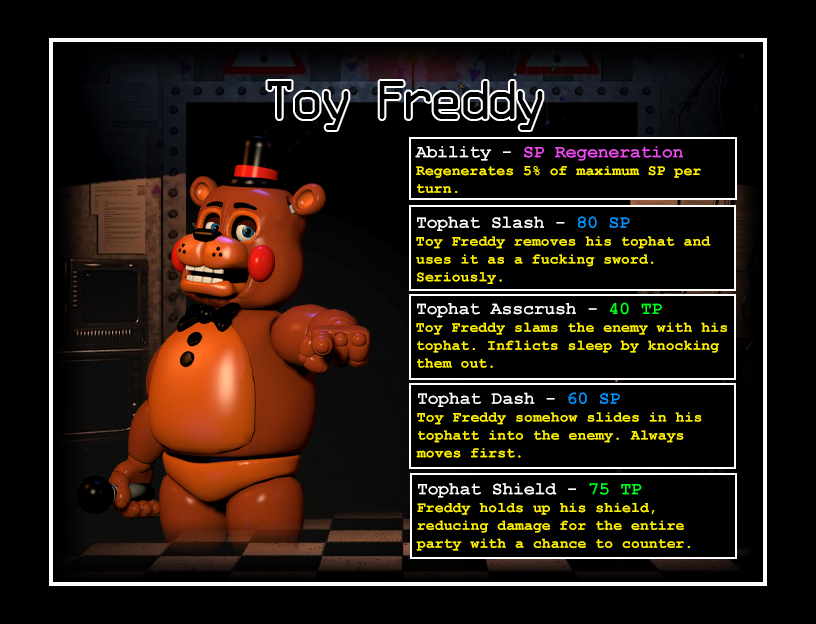 Toy Freddy
Ability - SP Regeneration
Regenerates 5% of maximum SP per
turn.
Tophat Slash - 80 SP
Toy Freddy removes his tophat and
uses it as a fucking sword.
Seriously.
Tophat Asscrush - 40 TP
Toy Freddy slams the enemy with his
tophat. Inflicts sleep by knocking
them out.
Tophat Dash - 60 SP
Toy Freddy somehow slides in his
tophatt into the enemy. Always
moves first.
Tophat Shield - 75 TP
Freddy holds up his shield,
reducing damage for the entire
party with a chance to counter.